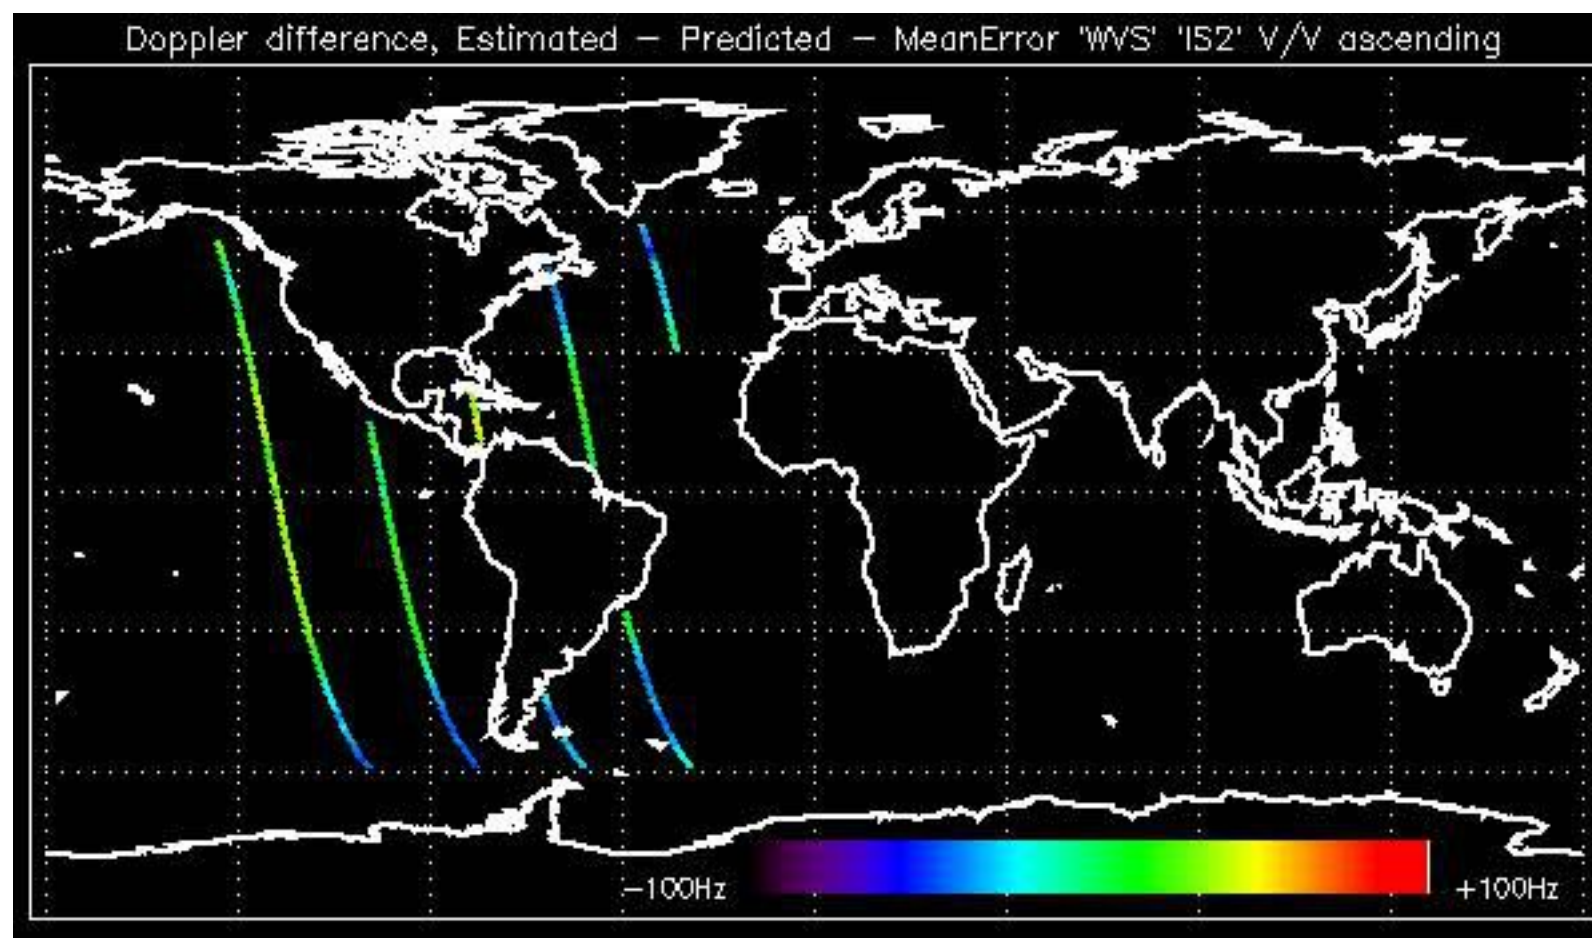 Doppler difference, Estimated – Predicted – MeanError 'WVS' 'IS2' V/V ascending
−100Hz
+100Hz